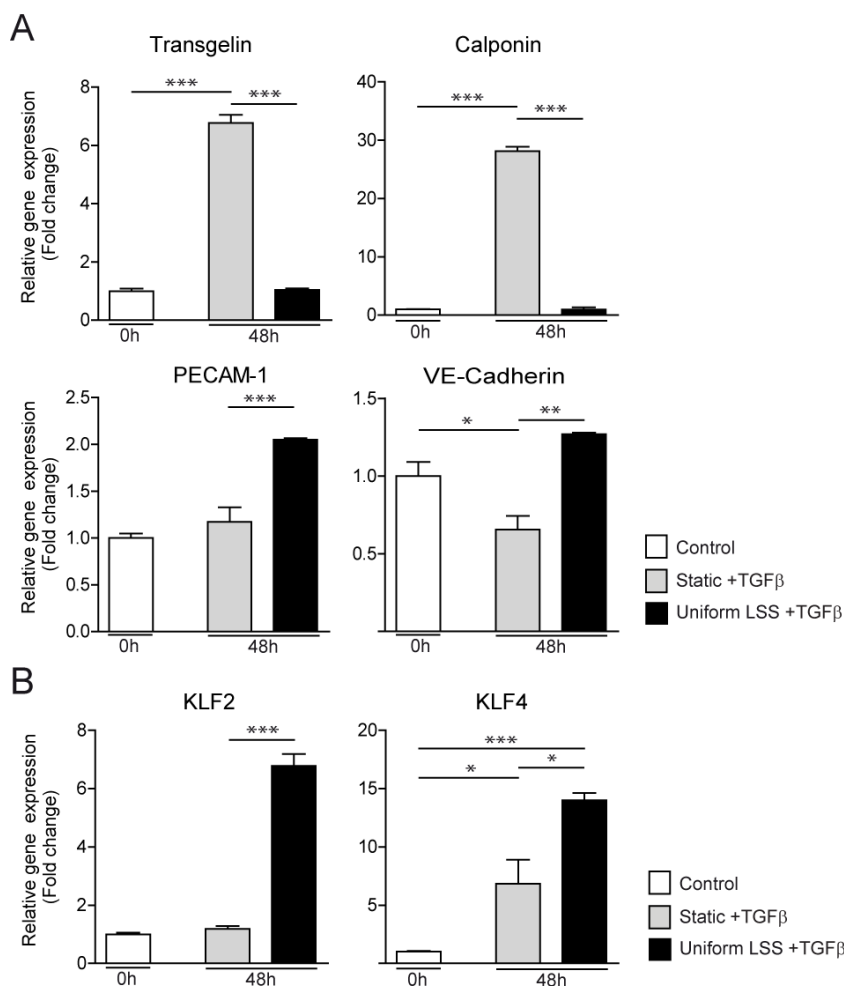 A
Transgelin
Relative gene expression
(Fold change)
8
6
4
2
0
***
***
0h
48h
Calponin
40
30
20
10
0
***
***
0h
48h
PECAM-1
Relative gene expression
(Fold change)
2.5
2.0
1.5
1.0
0.5
0.0
***
0h
48h
VE-Cadherin
1.5
1.0
0.5
*
**
0h
48h
Control
Static +TGFβ
Uniform LSS +TGFβ
B
KLF2
Relative gene expression
(Fold change)
8
6
4
2
0
***
0h
48h
KLF4
20
15
10
5
***
*
*
0h
48h
Control
Static +TGFβ
Uniform LSS +TGFβ